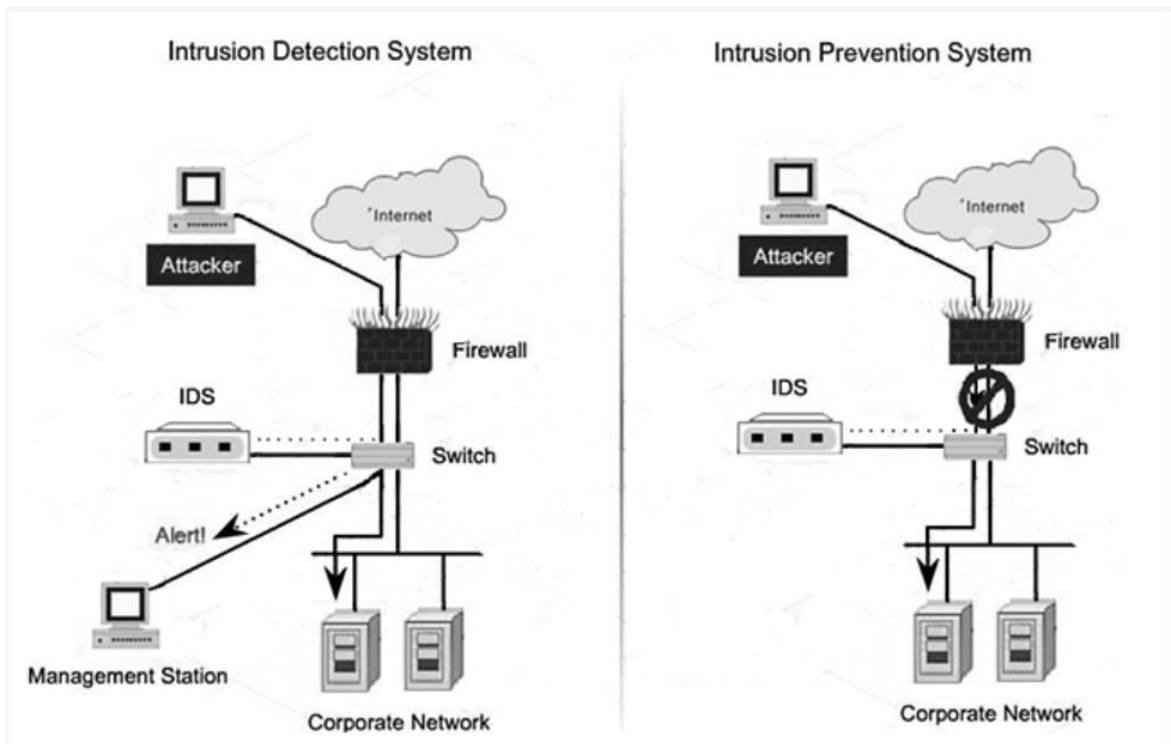 Intrusion Detection System
Attacker
Internet
Firewall
IDS
Switch
Alert!
Management Station
Corporate Network
Intrusion Prevention System
Attacker
Internet
Firewall
IDS
Switch
Corporate Network